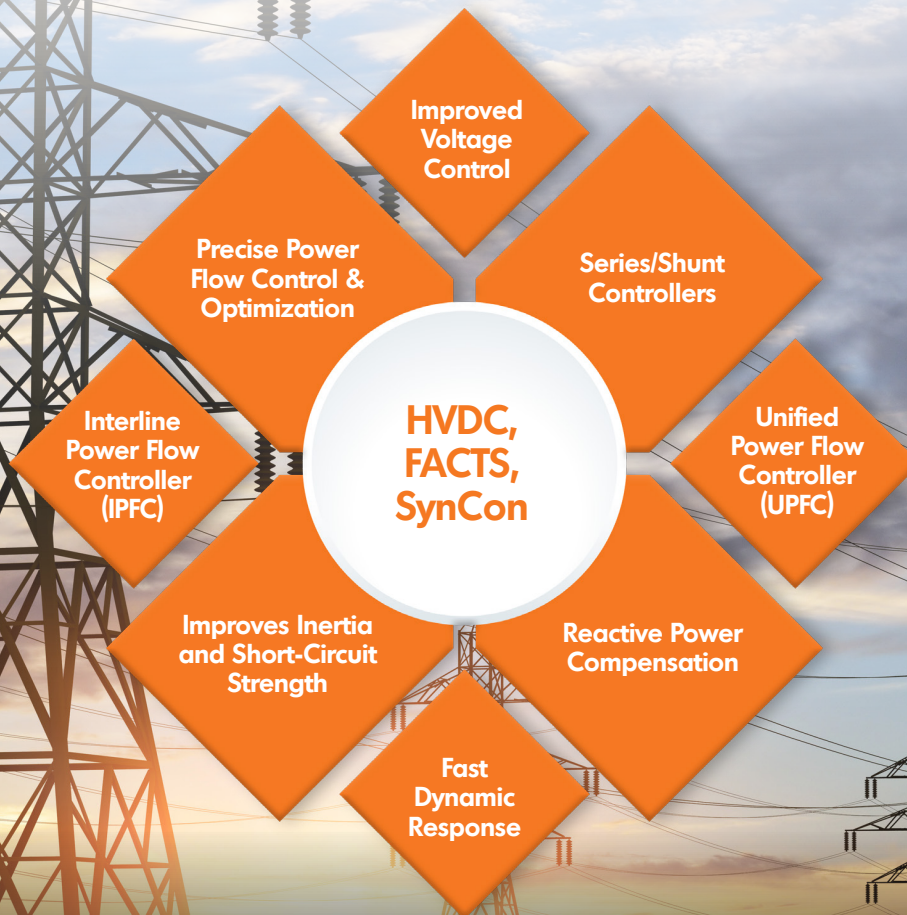 Improved
Voltage
Control
Precise Power
Flow Control &
Optimization
Series/Shunt
Controllers
Interline
Power Flow
Controller
(IPFC)
HVDC,
FACTS,
SynCon
Unified
Power Flow
Controller
(UPFC)
Improves Inertia
and Short-Circuit
Strength
Reactive Power
Compensation
Fast
Dynamic
Response